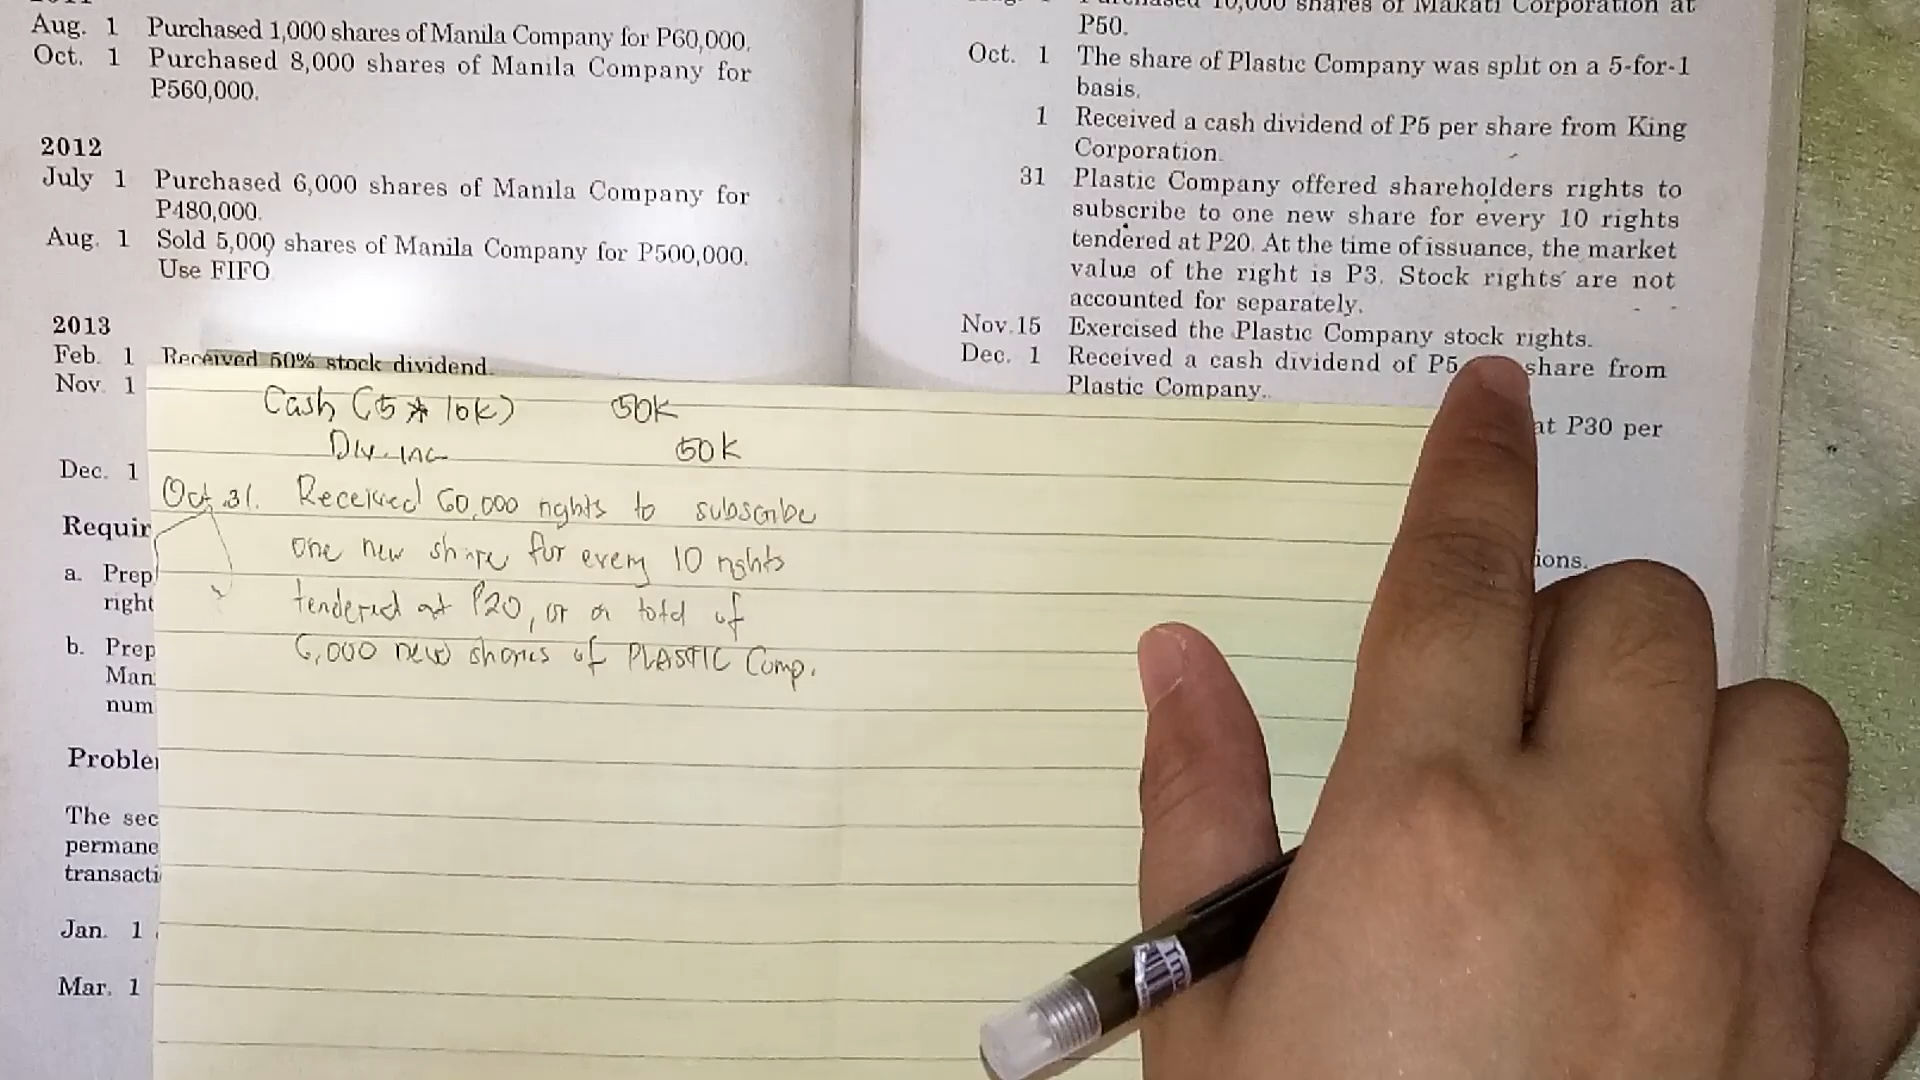 Aug. 1 Purchased 1,000 shares of Manila Company for P60,000.
Oct. 1 Purchased 8,000 shares of Manila Company for
P560,000.
2012
July 1 Purchased 6,000 shares of Manila Company for
P480,000.
Aug. 1 Sold 5,000 shares of Manila Company for P500,000.
Use FIFO.
2013
Feb. 1 Received 50% stock dividend.
Nov. 1
Dec. 1
Requir
a. Prep
right
b. Prep
Man
num
Proble
The sec
permane
transacti
Jan. 1
Mar. 1
Purchased 10,000 shares of Makati Corporation at
P50.
Oct. 1 The share of Plastic Company was split on a 5-for-1
basis.
1 Received a cash dividend of P5 per share from King
Corporation.
31 Plastic Company offered shareholders rights to
subscribe to one new share for every 10 rights
tendered at P20. At the time of issuance, the market
value of the right is P3. Stock rights are not
accounted for separately.
Nov. 15 Exercised the Plastic Company stock rights.
Dec. 1 Received a cash dividend of P5 share from
Plastic Company.
at P30 per
ions.
Cash (5 * 10k) 50k
Div. inc 50k
Oct. 31. Received 60,000 rights to subscribe
one new share for every 10 rights
tendered at P20, or a total of
6,000 new shares of PLASTIC Comp.